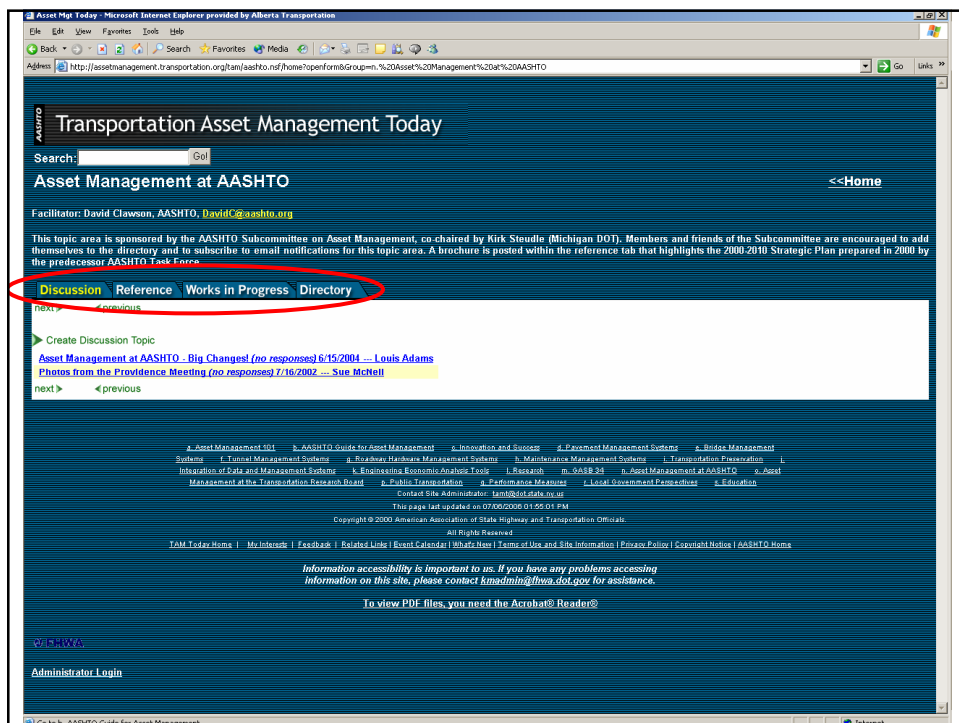 Asset Mgt Today - Microsoft Internet Explorer provided by Alberta Transportation
File Edit View Favorites Tools Help
Back Search Favorites Media
Address http://assetmanagement.transportation.org/tam/aashto.nsf/home?openform&Group=n.%20Asset%20Management%20at%20AASHTO Go Links »
AASHTO Transportation Asset Management Today
Search: Go!
Asset Management at AASHTO <<Home
Facilitator: David Clawson, AASHTO, DavidC@aashto.org
This topic area is sponsored by the AASHTO Subcommittee on Asset Management, co-chaired by Kirk Steudle (Michigan DOT). Members and friends of the Subcommittee are encouraged to add
themselves to the directory and to subscribe to email notifications for this topic area. A brochure is posted within the reference tab that highlights the 2000-2010 Strategic Plan prepared in 2000 by
the predecessor AASHTO Task Force.
Discussion Reference Works in Progress Directory
next previous
Create Discussion Topic
Asset Management at AASHTO - Big Changes! (no responses) 6/15/2004 --- Louis Adams
Photos from the Providence Meeting (no responses) 7/16/2002 --- Sue McNeil
next previous
a. Asset Management 101 b. AASHTO Guide for Asset Management c. Innovation and Success d. Pavement Management Systems e. Bridge Management
Systems f. Tunnel Management Systems g. Roadway Hardware Management Systems h. Maintenance Management Systems i. Transportation Preservation j.
Integration of Data and Management Systems k. Engineering Economic Analysis Tools l. Research m. GASB 34 n. Asset Management at AASHTO o. Asset
Management at the Transportation Research Board p. Public Transportation q. Performance Measures r. Local Government Perspectives s. Education
Contact Site Administrator: tamt@dot.state.ny.us
This page last updated on 07/06/2006 01:55:01 PM
Copyright © 2000 American Association of State Highway and Transportation Officials.
All Rights Reserved
TAM Today Home | My Interests | Feedback | Related Links | Event Calendar | What's New | Terms of Use and Site Information | Privacy Policy | Copyright Notice | AASHTO Home
Information accessibility is important to us. If you have any problems accessing
information on this site, please contact kmadmin@fhwa.dot.gov for assistance.
To view PDF files, you need the Acrobat® Reader®
FHWA
Administrator Login
Go to b. AASHTO Guide for Asset Management Internet